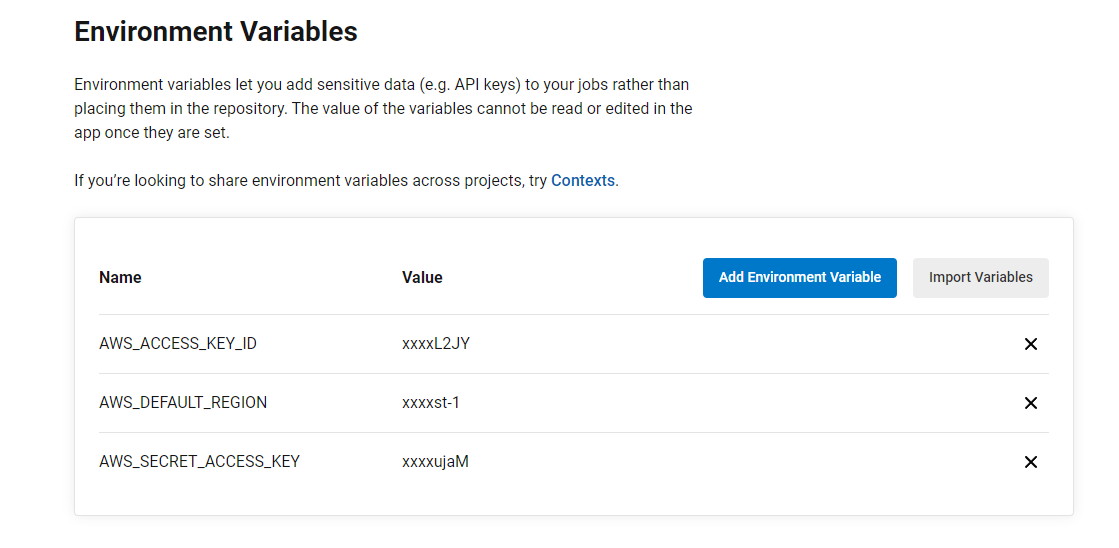 Environment Variables
Environment variables let you add sensitive data (e.g. API keys) to your jobs rather than
placing them in the repository. The value of the variables cannot be read or edited in the
app once they are set.
If you’re looking to share environment variables across projects, try Contexts.
Name Value Add Environment Variable Import Variables
AWS_ACCESS_KEY_ID xxxxL2JY
AWS_DEFAULT_REGION xxxxst-1
AWS_SECRET_ACCESS_KEY xxxxujaM